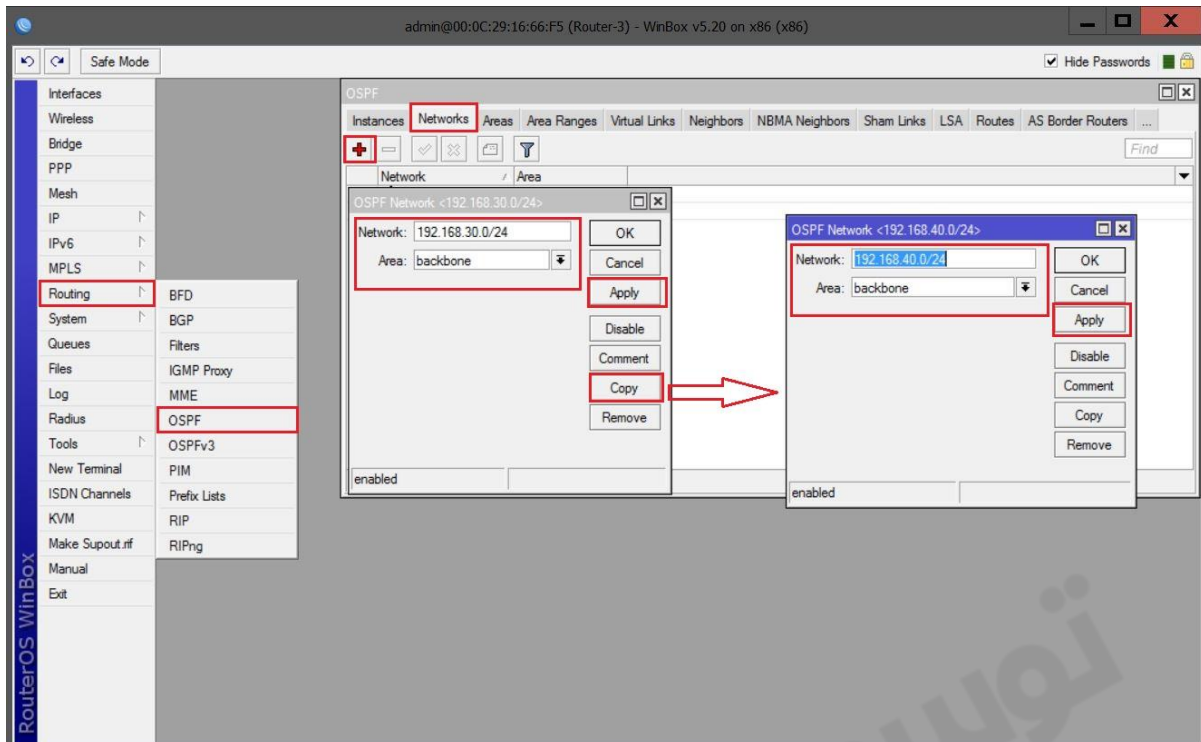 admin@00:0C:29:16:66:F5 (Router-3) - WinBox v5.20 on x86 (x86)
Safe Mode
Hide Passwords
Interfaces
Wireless
Bridge
PPP
Mesh
IP
IPv6
MPLS
Routing
System
Queues
Files
Log
Radius
Tools
New Terminal
ISDN Channels
KVM
Make Supout.rif
Manual
Exit
RouterOS WinBox
BFD
BGP
Filters
IGMP Proxy
MME
OSPF
OSPFv3
PIM
Prefix Lists
RIP
RIPng
OSPF
Instances Networks Areas Area Ranges Virtual Links Neighbors NBMA Neighbors Sham Links LSA Routes AS Border Routers ...
Find
Network / Area
OSPF Network <192.168.30.0/24>
Network: 192.168.30.0/24
Area: backbone
OK
Cancel
Apply
Disable
Comment
Copy
Remove
enabled
OSPF Network <192.168.40.0/24>
Network: 192.168.40.0/24
Area: backbone
OK
Cancel
Apply
Disable
Comment
Copy
Remove
enabled